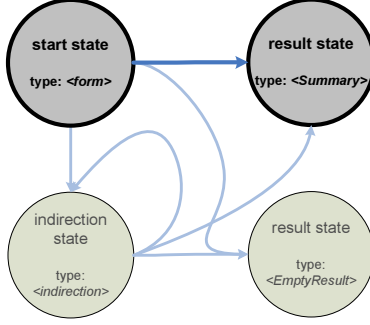 start state
type: <form>
result state
type: <Summary>
indirection
state
type:
<indirection>
result state
type:
<EmptyResult>